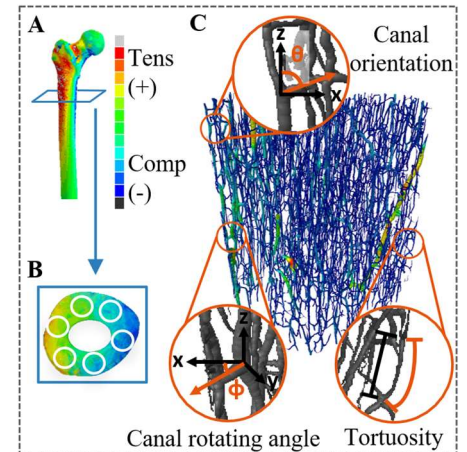 A
Tens
(+)
Comp
(-)
B
C
Canal
orientation
z
θ
x
z
x
y
ϕ
Canal rotating angle
Tortuosity